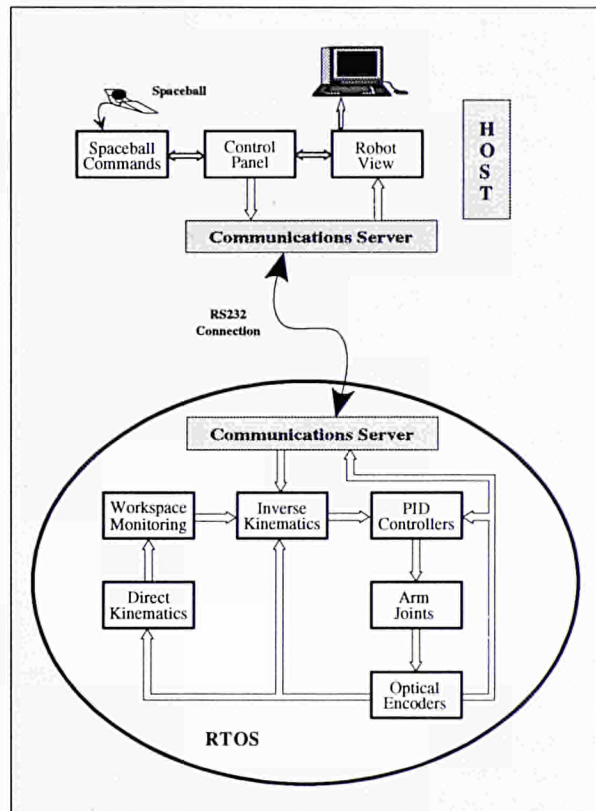 Spaceball
Spaceball
Commands
Control
Panel
Robot
View
H
O
S
T
Communications Server
RS232
Connection
Communications Server
Workspace
Monitoring
Inverse
Kinematics
PID
Controllers
Direct
Kinematics
Arm
Joints
Optical
Encoders
RTOS